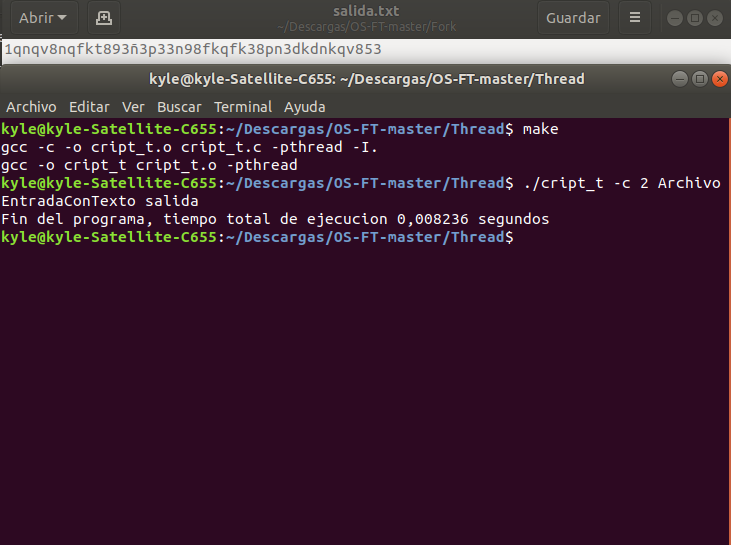 Abrir
salida.txt
~/Descargas/OS-FT-master/Fork
Guardar
1qnqv8nqfkt893ñ3p33n98fkqfk38pn3dkdnkqv853
kyle@kyle-Satellite-C655: ~/Descargas/OS-FT-master/Thread
Archivo Editar Ver Buscar Terminal Ayuda
kyle@kyle-Satellite-C655:~/Descargas/OS-FT-master/Thread$ make
gcc -c -o cript_t.o cript_t.c -pthread -I.
gcc -o cript_t cript_t.o -pthread
kyle@kyle-Satellite-C655:~/Descargas/OS-FT-master/Thread$ ./cript_t -c 2 Archivo
EntradaConTexto salida
Fin del programa, tiempo total de ejecucion 0,008236 segundos
kyle@kyle-Satellite-C655:~/Descargas/OS-FT-master/Thread$